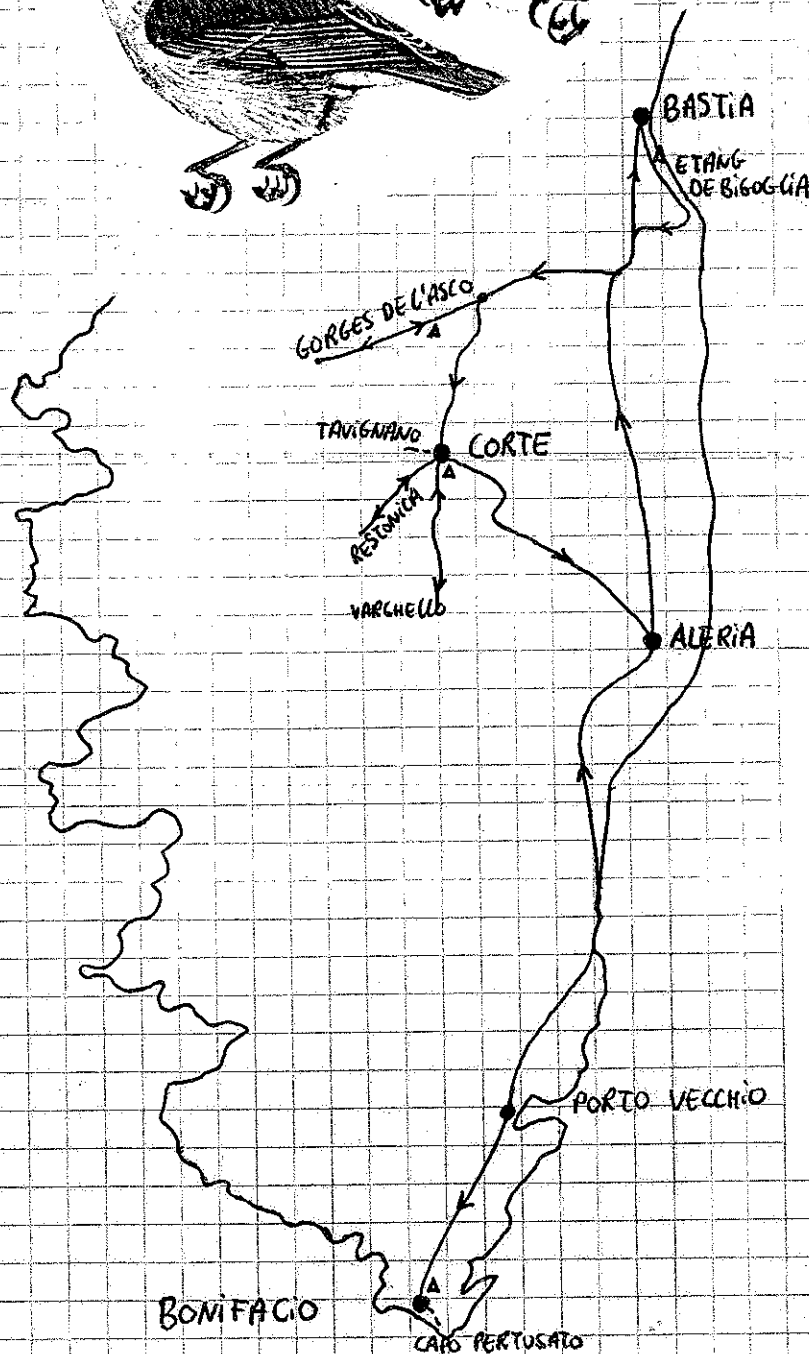 BASTIA
ETANG
DE BIGOGLIA
GORGES DE L'ASCO
TAVIGNANO
CORTE
RESTONICA
VARGHELLO
ALERIA
PORTO VECCHIO
BONIFACIO
CAPO PERTUSATO